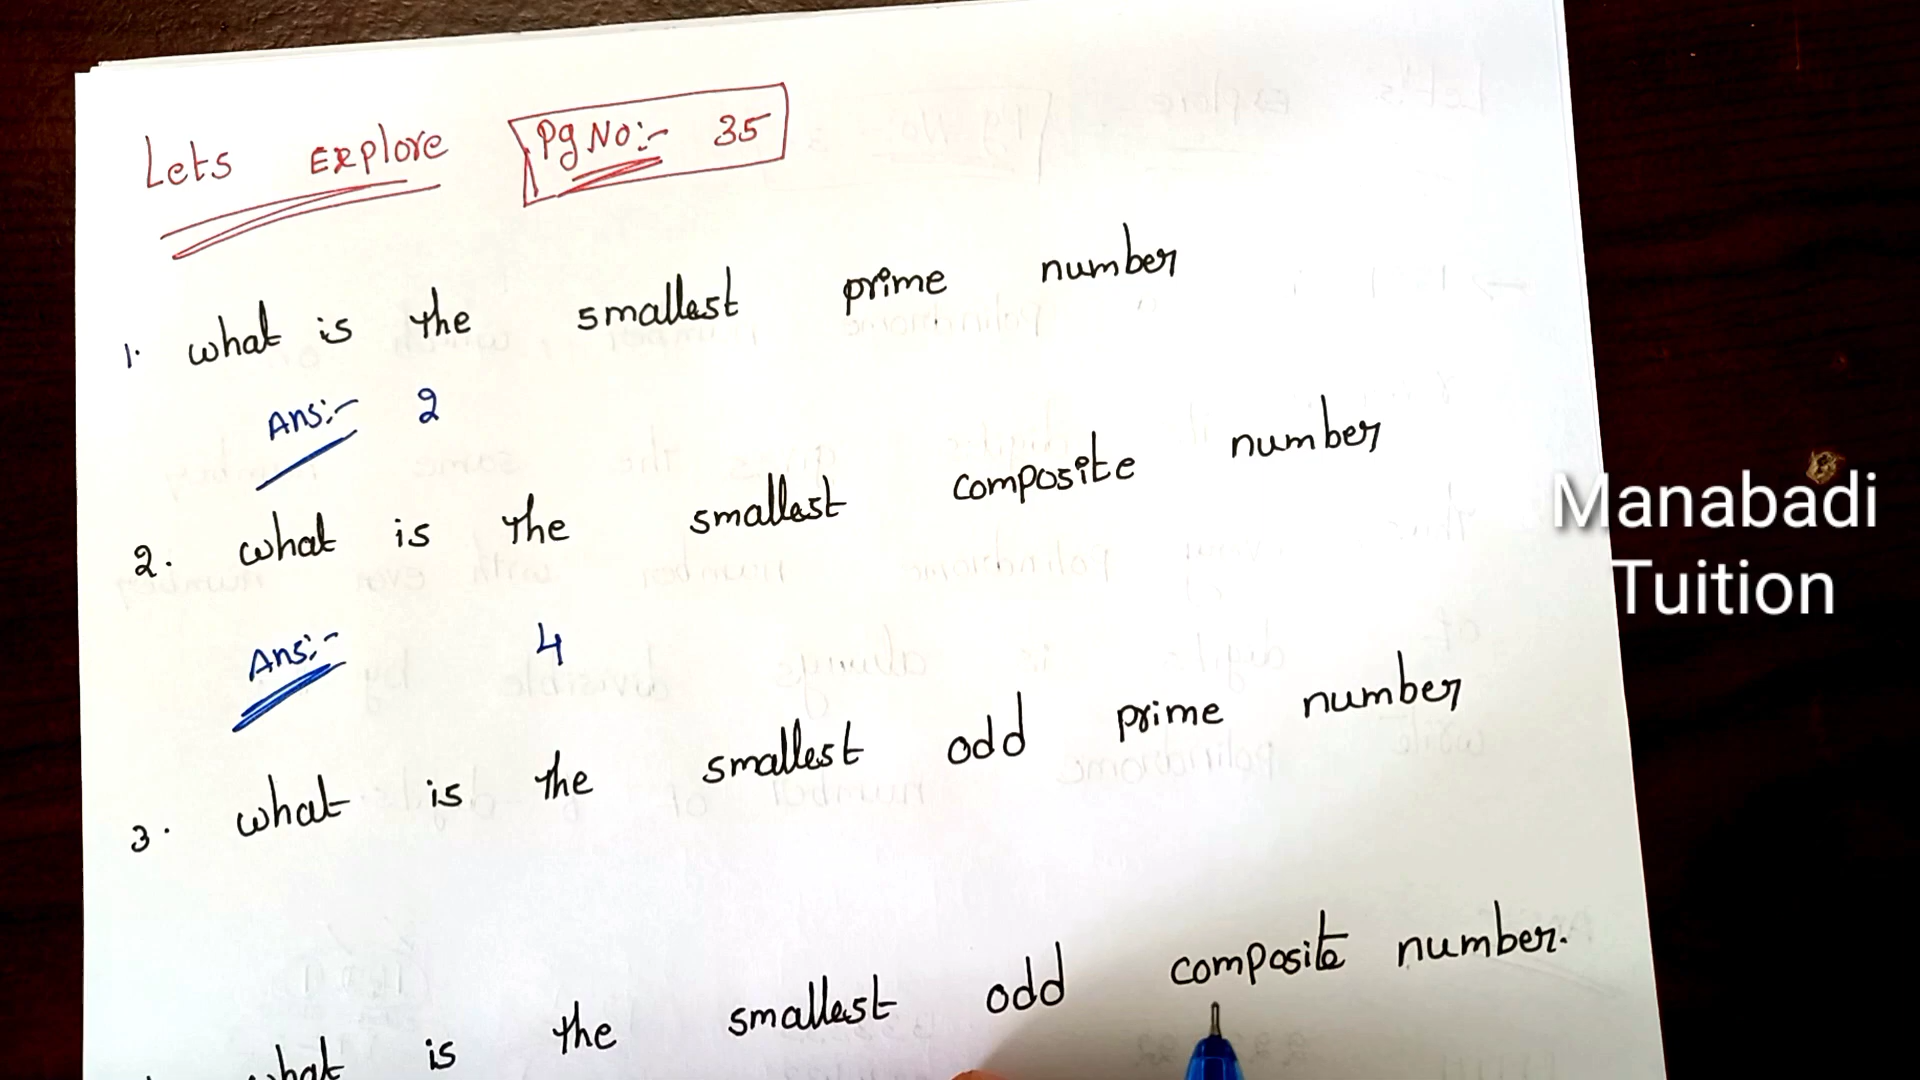 Lets Explore Pg No:- 35
1. what is the smallest prime number
Ans:- 2
2. what is the smallest composite number
Ans:- 4
3. what is the smallest odd prime number
what is the smallest odd composite number.
Manabadi
Tuition